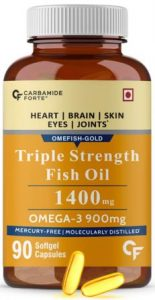 CF CARBAMIDE
FORTE®
HEART | BRAIN | SKIN
EYES | JOINTS*
OMEFISH-GOLD
Triple Strength
Fish Oil
1400mg
OMEGA-3 900mg
MERCURY-FREE | MOLECULARLY DISTILLED
90 Softgel
Capsules
CF